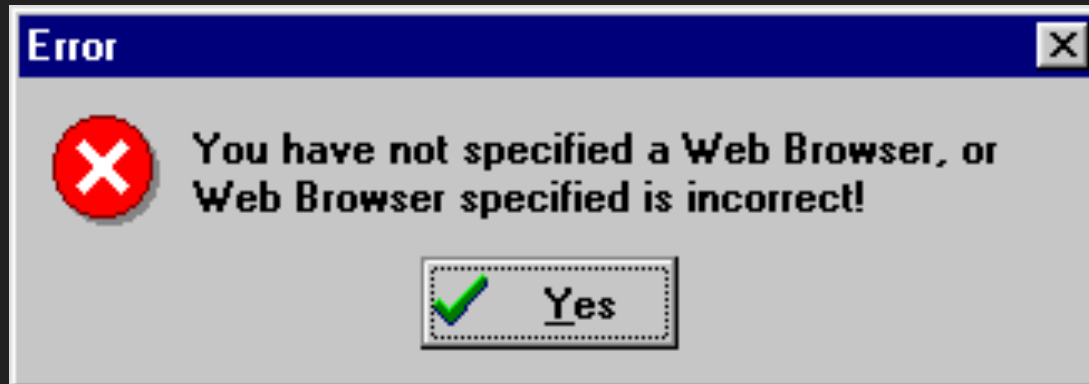 Error
You have not specified a Web Browser, or
Web Browser specified is incorrect!
Yes